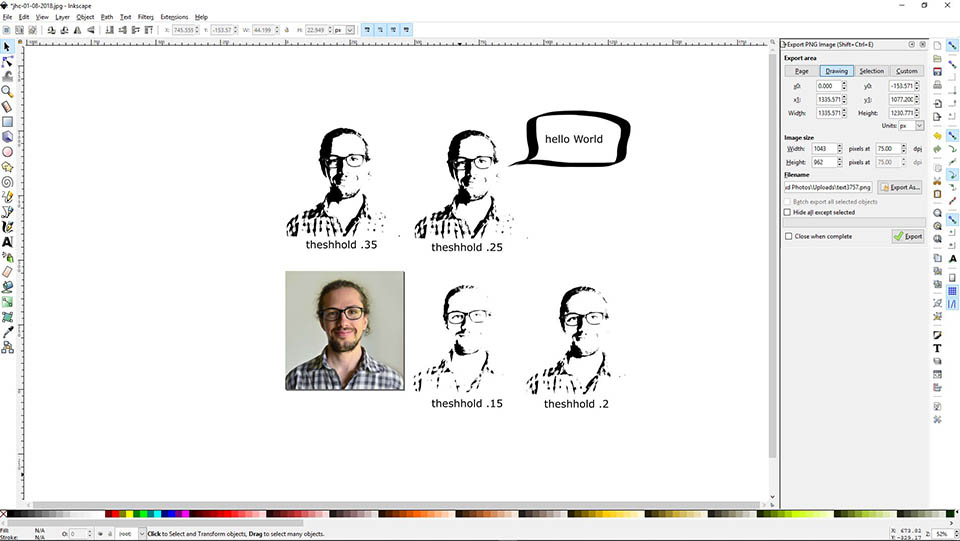 *jhc-01-08-2018.jpg - Inkscape
File Edit View Layer Object Path Text Filters Extensions Help
X: 745.555 Y: -153.57 W: 44.199 H: 22.949 px
Export PNG Image (Shift+Ctrl+E)
Export area
Page Drawing Selection Custom
x0: 0.000 y0: -153.571
x1: 1335.571 y1: 1077.200
Width: 1335.571 Height: 1230.771
Units: px
Image size
Width: 1043 pixels at 75.00 dpi
Height: 962 pixels at 75.00 dpi
Filename
d Photos\Uploads\text3757.png Export As...
Batch export all selected objects
Hide all except selected
Close when complete Export
hello World
theshhold .35
theshhold .25
theshhold .15
theshhold .2
Fill: N/A
Stroke: N/A
O: 0
(root)
Click to Select and Transform objects, Drag to select many objects.
X: 673.02
Y: -329.17
Z: 52%